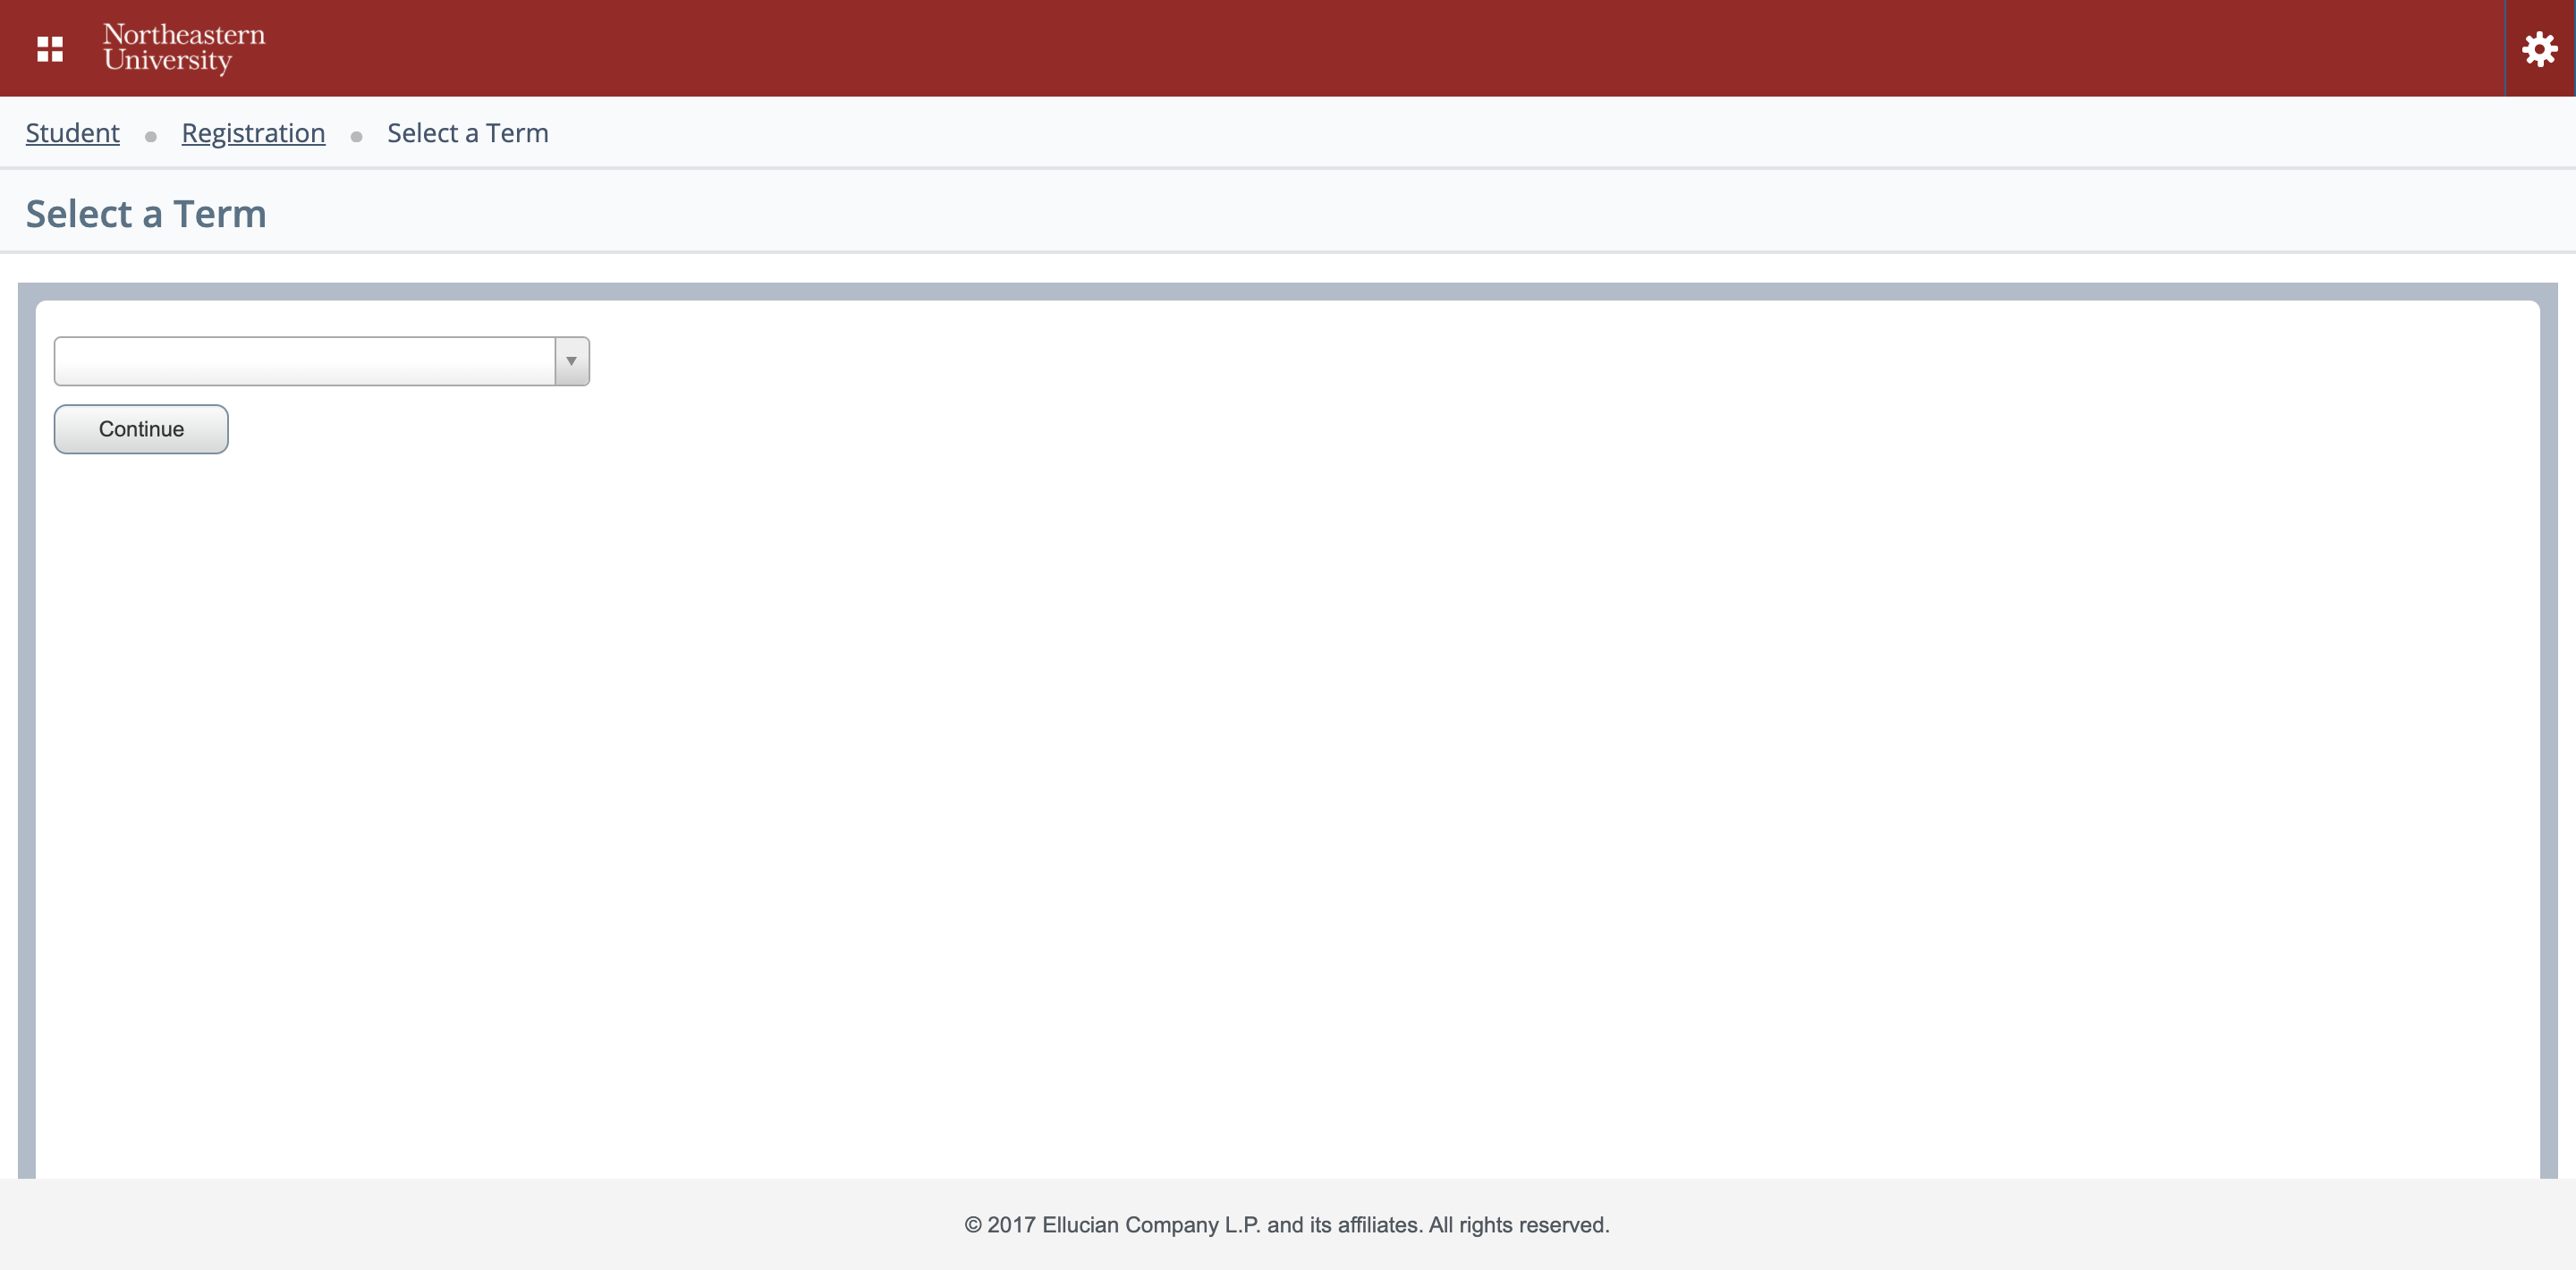 Northeastern
University
Student • Registration • Select a Term
Select a Term
Continue
© 2017 Ellucian Company L.P. and its affiliates. All rights reserved.